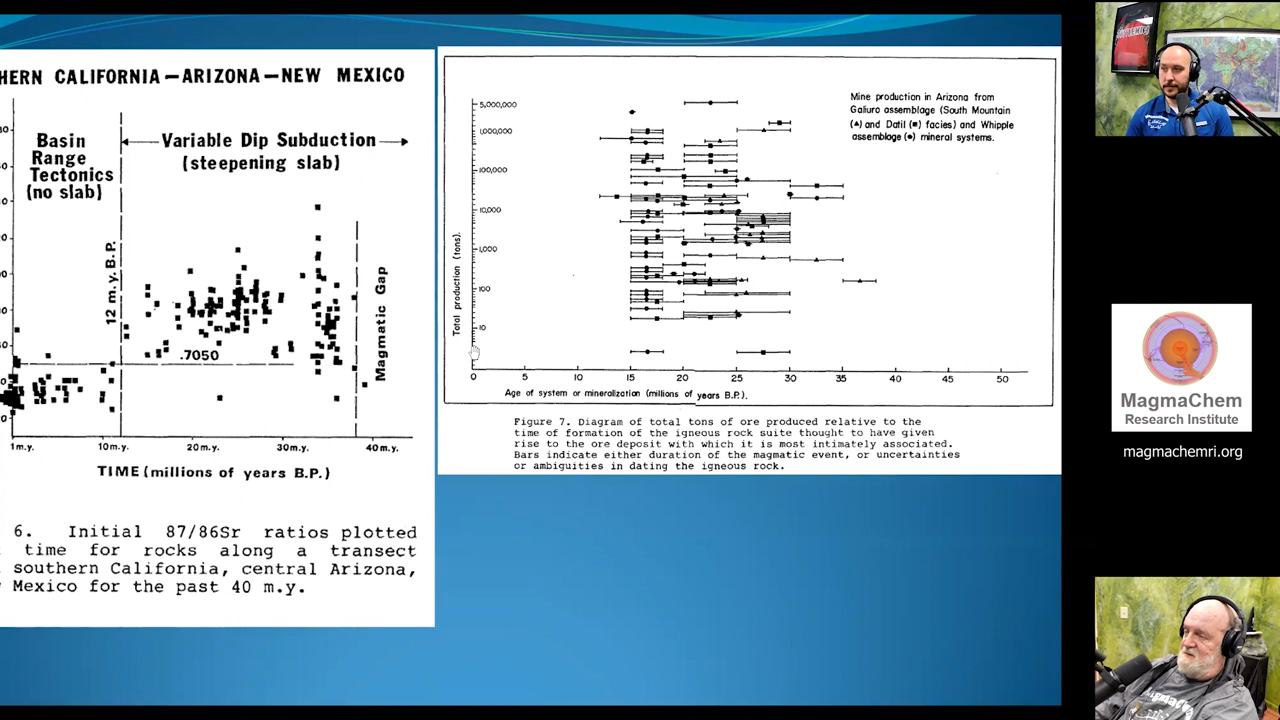 HERN CALIFORNIA—ARIZONA—NEW MEXICO
Basin
Range
Tectonics
(no slab)
Variable Dip Subduction
(steepening slab)
12 m.y. B.P.
.7050
Magmatic Gap
1m.y.
10m.y.
20m.y.
30m.y.
40m.y.
TIME (millions of years B.P.)
6. Initial 87/86Sr ratios plotted
time for rocks along a transect
southern California, central Arizona,
Mexico for the past 40 m.y.
Mine production in Arizona from
Galiuro assemblage (South Mountain
(▲) and Datil (■) facies) and Whipple
assemblage (●) mineral systems.
Total production (tons).
5,000,000
1,000,000
100,000
10,000
1,000
100
10
0 5 10 15 20 25 30 35 40 45 50
Age of system or mineralization (millions of years B.P.).
Figure 7. Diagram of total tons of ore produced relative to the
time of formation of the igneous rock suite thought to have given
rise to the ore deposit with which it is most intimately associated.
Bars indicate either duration of the magmatic event, or uncertainties
or ambiguities in dating the igneous rock.
MagmaChem
Research Institute
magmachemri.org